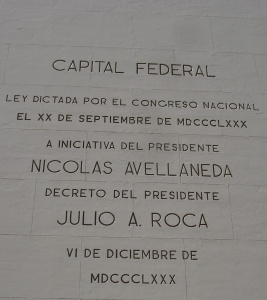 CAPITAL FEDERAL
LEY DICTADA POR EL CONGRESO NACIONAL
EL XX DE SEPTIEMBRE DE MDCCCLXXX
A INICIATIVA DEL PRESIDENTE
NICOLAS AVELLANEDA
DECRETO DEL PRESIDENTE
JULIO A. ROCA
VI DE DICIEMBRE DE
MDCCCLXXX